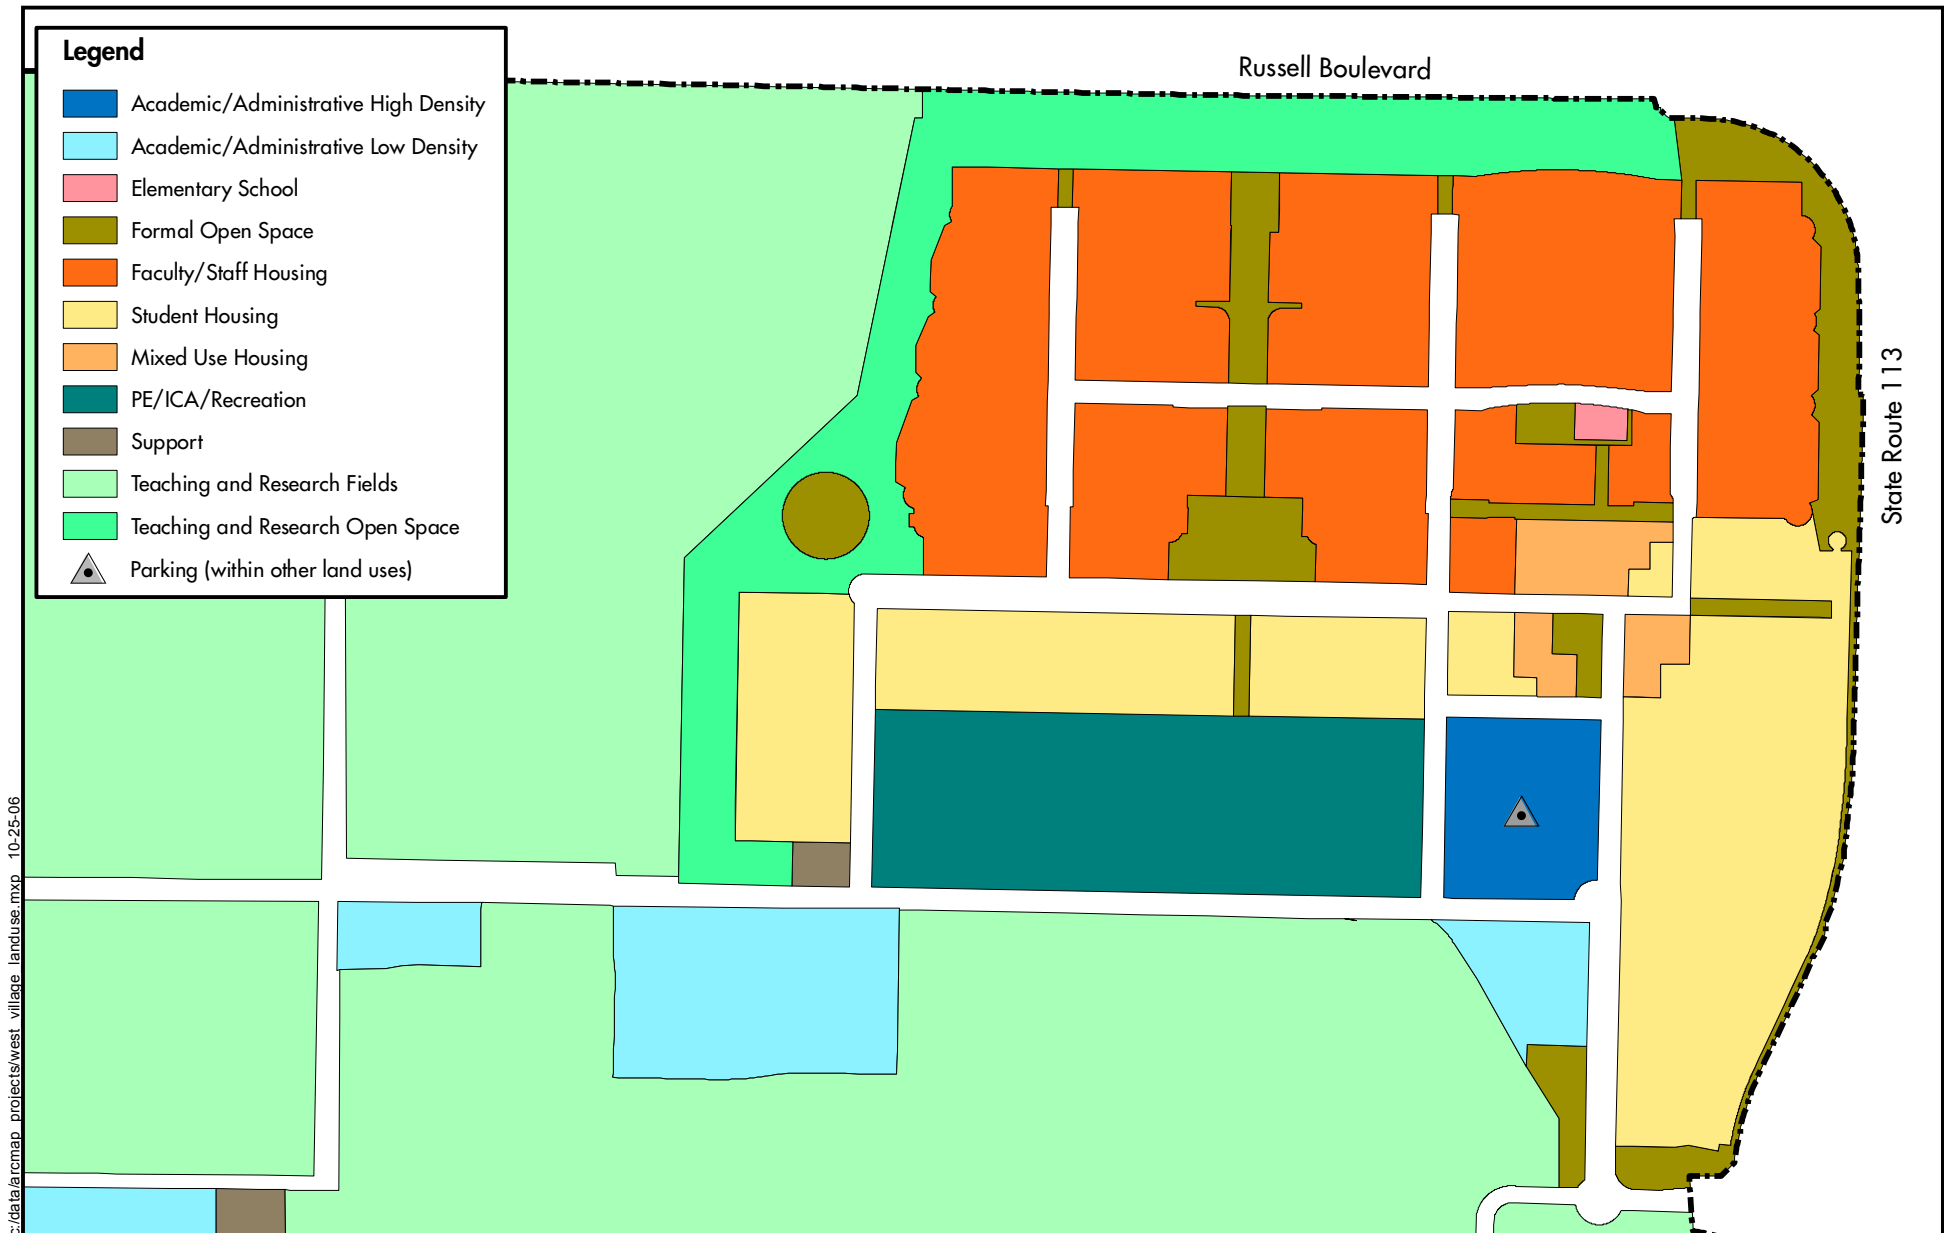 Legend
Academic/Administrative High Density
Academic/Administrative Low Density
Elementary School
Formal Open Space
Faculty/Staff Housing
Student Housing
Mixed Use Housing
PE/ICA/Recreation
Support
Teaching and Research Fields
Teaching and Research Open Space
Parking (within other land uses)
Russell Boulevard
State Route 113
c:/data/arcmap_projects/west_village_landuse.mxp 10-25-06